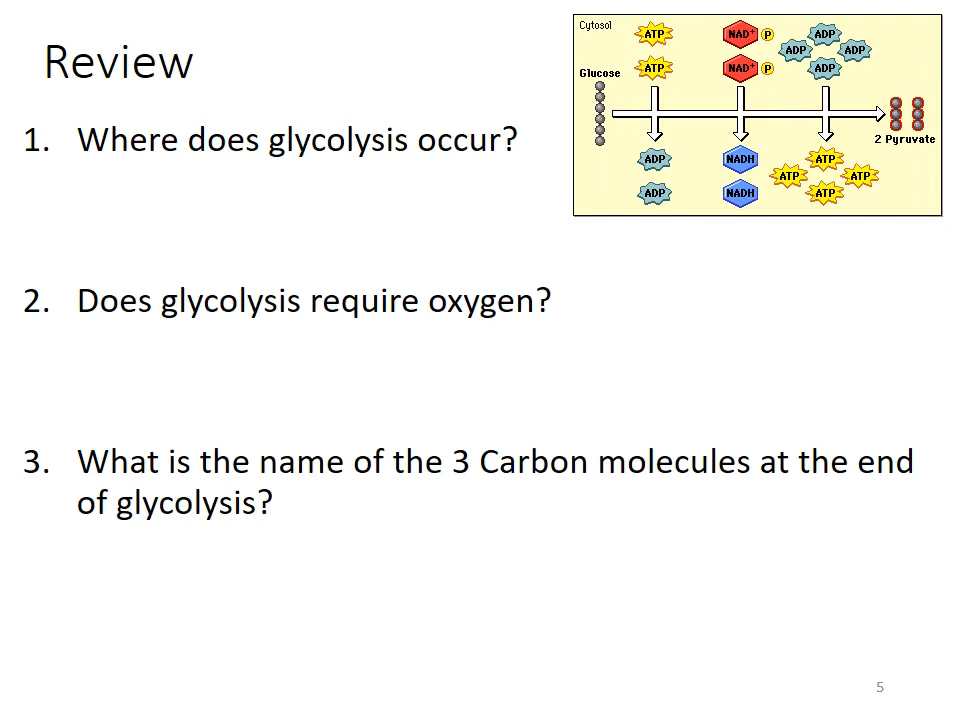 Review
Cytosol
ATP NAD+ P ADP
ADP ADP
ATP NAD+ P ADP
Glucose
2 Pyruvate
ADP NADH ATP
ATP ATP
ADP NADH ATP
1. Where does glycolysis occur?
2. Does glycolysis require oxygen?
3. What is the name of the 3 Carbon molecules at the end
of glycolysis?
5